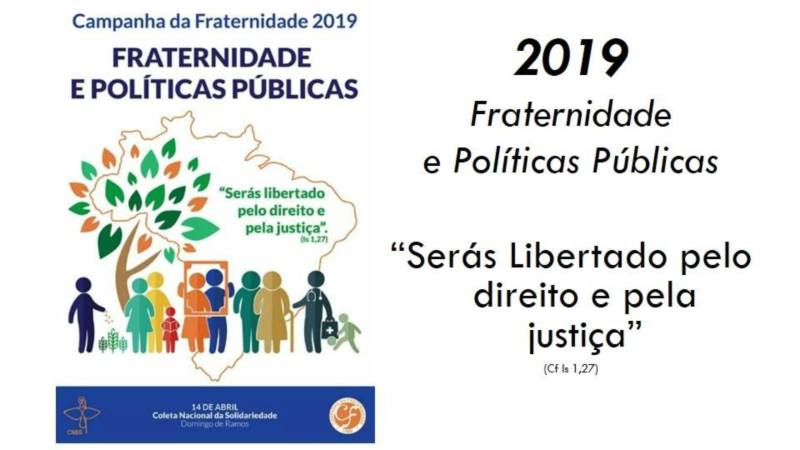 Campanha da Fraternidade 2019
FRATERNIDADE
E POLÍTICAS PÚBLICAS
“Serás libertado
pelo direito e
pela justiça”.
(Is 1,27)
14 DE ABRIL
Coleta Nacional da Solidariedade
Domingo de Ramos
CNBB
CF
2019
Fraternidade
e Políticas Públicas
“Serás Libertado pelo
direito e pela
justiça”
(Cf Is 1,27)